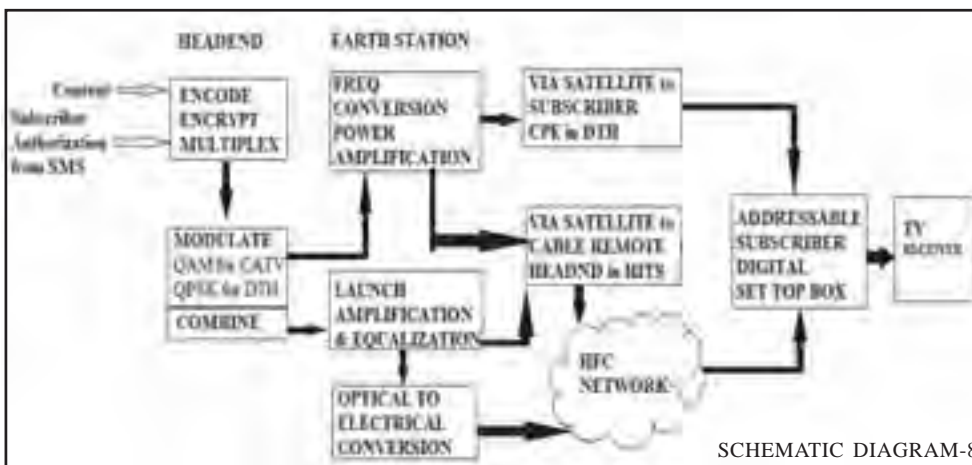 HEADEND
EARTH STATION
Content
Subscriber
Authorization
from SMS
ENCODE
ENCRYPT
MULTIPLEX
FREQ
CONVERSION
POWER
AMPLIFICATION
VIA SATELLITE to
SUBSCRIBER
in DTH
MODULATE
QAM for CATV
QPSK for DTH
COMBINE
LAUNCH
AMPLIFICATION
& EQUALIZATION
VIA SATELLITE to
CABLE REMOTE
HEADND in HITS
ADDRESSABLE
SUBSCRIBER
DIGITAL
SET TOP BOX
TV
RECEIVER
OPTICAL TO
ELECTRICAL
CONVERSION
HFC
NETWORK
SCHEMATIC DIAGRAM-8